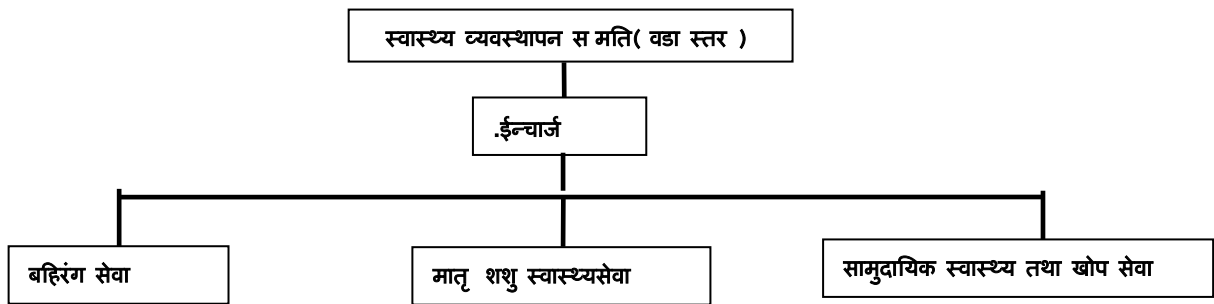 स्वास्थ्य व्यवस्थापन स मति( वडा स्तर )
.ईन्चार्ज
बहिरंग सेवा
मातृ शशु स्वास्थ्यसेवा
सामुदायिक स्वास्थ्य तथा खोप सेवा